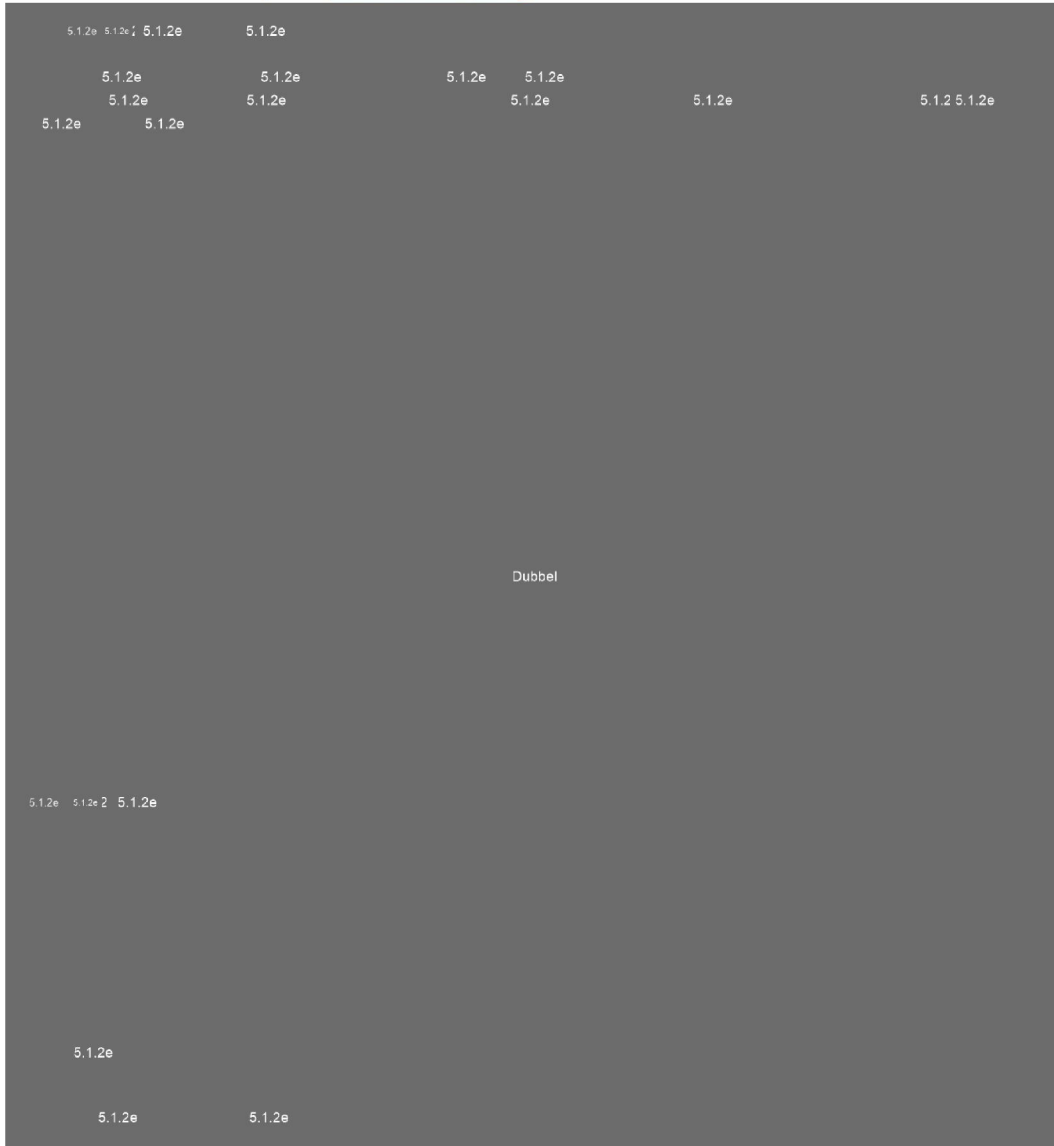 5.1.2e 5.1.2e 2 5.1.2e 5.1.2e
5.1.2e 5.1.2e 5.1.2e 5.1.2e
5.1.2e 5.1.2e 5.1.2e 5.1.2e 5.1.2 5.1.2e
5.1.2e 5.1.2e
Dubbel
5.1.2e 5.1.2e 2 5.1.2e
5.1.2e
5.1.2e 5.1.2e